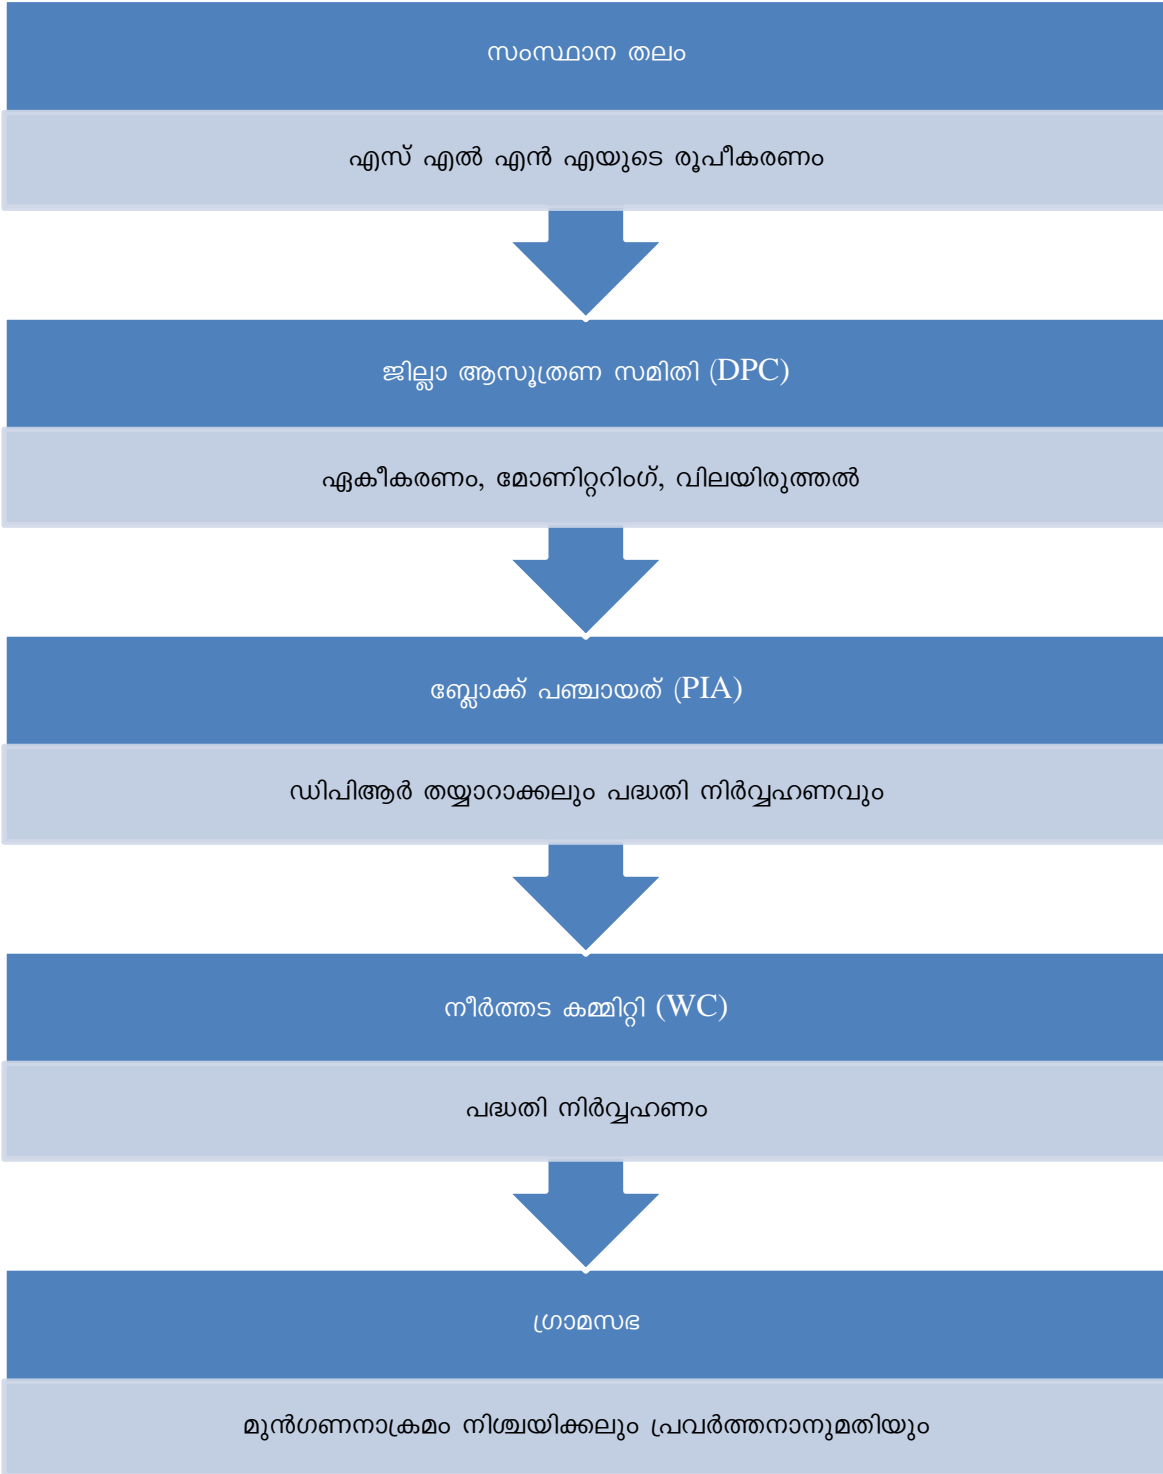 സംസ്ഥാന തലം
എസ് എൽ എൻ എയുടെ രൂപീകരണം
ജില്ലാ ആസൂത്രണ സമിതി (DPC)
ഏകീകരണം, മോണിറ്ററിംഗ്, വിലയിരുത്തൽ
ബ്ലോക്ക് പഞ്ചായത് (PIA)
ഡിപിആർ തയ്യാറാക്കലും പദ്ധതി നിർവ്വഹണവും
നീർത്തട കമ്മിറ്റി (WC)
പദ്ധതി നിർവ്വഹണം
ഗ്രാമസഭ
മുൻഗണനാക്രമം നിശ്ചയിക്കലും പ്രവർത്തനാനുമതിയും